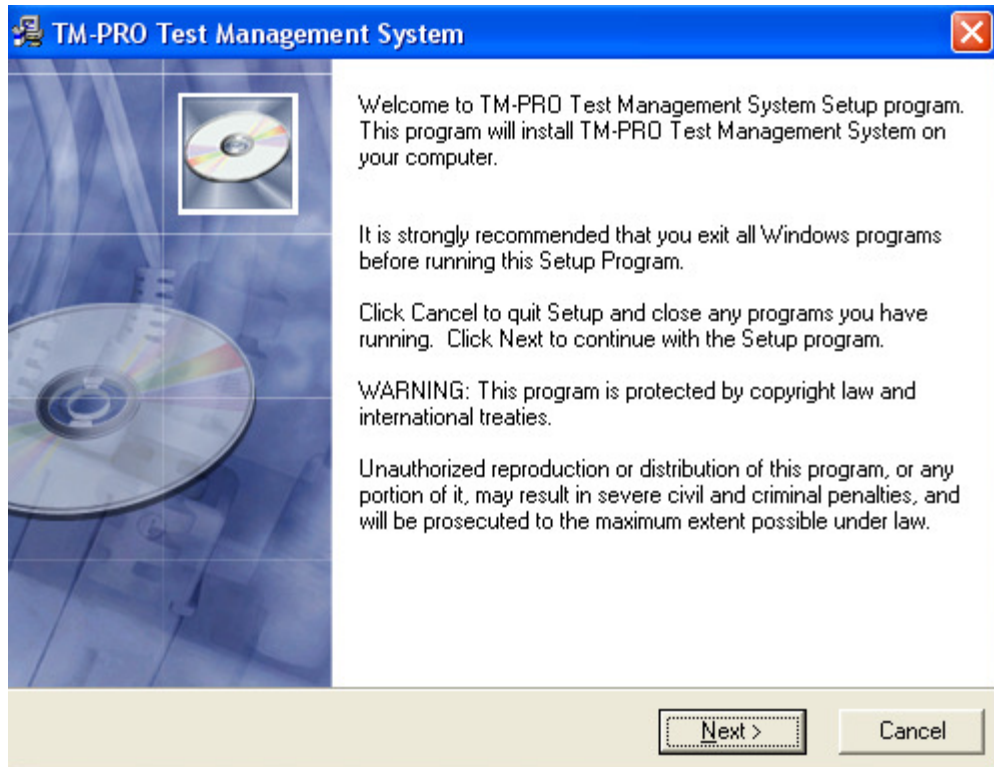 TM-PRO Test Management System
Welcome to TM-PRO Test Management System Setup program.
This program will install TM-PRO Test Management System on
your computer.
It is strongly recommended that you exit all Windows programs
before running this Setup Program.
Click Cancel to quit Setup and close any programs you have
running.  Click Next to continue with the Setup program.
WARNING: This program is protected by copyright law and
international treaties.
Unauthorized reproduction or distribution of this program, or any
portion of it, may result in severe civil and criminal penalties, and
will be prosecuted to the maximum extent possible under law.
Next >
Cancel